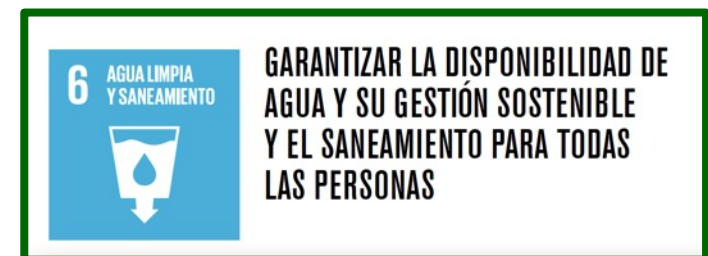 6 AGUA LIMPIA
Y SANEAMIENTO
GARANTIZAR LA DISPONIBILIDAD DE
AGUA Y SU GESTIÓN SOSTENIBLE
Y EL SANEAMIENTO PARA TODAS
LAS PERSONAS